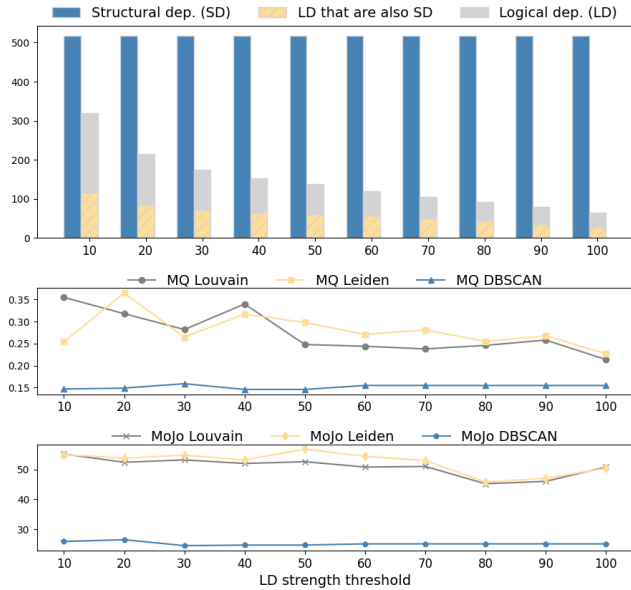 Structural dep. (SD) LD that are also SD Logical dep. (LD)
500
400
300
200
100
0
10 20 30 40 50 60 70 80 90 100
MQ Louvain MQ Leiden MQ DBSCAN
0.35
0.30
0.25
0.20
0.15
10 20 30 40 50 60 70 80 90 100
MoJo Louvain MoJo Leiden MoJo DBSCAN
50
40
30
10 20 30 40 50 60 70 80 90 100
LD strength threshold